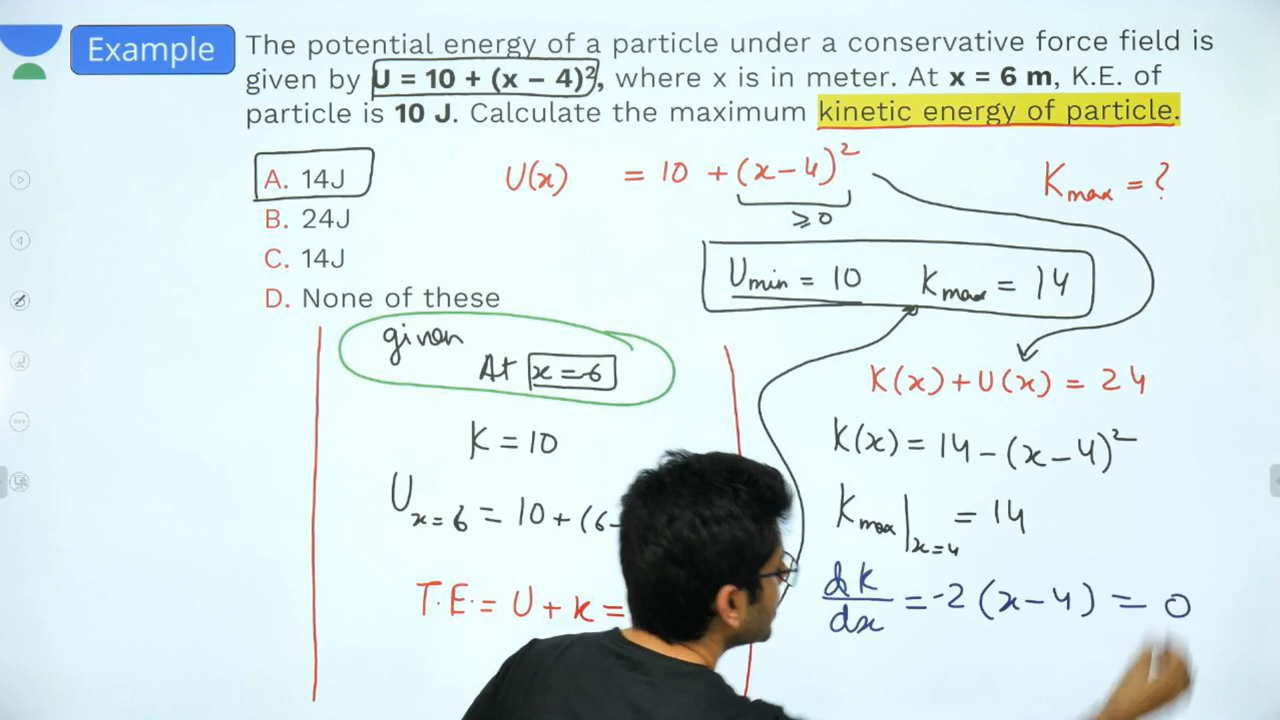 Example
The potential energy of a particle under a conservative force field is
given by U = 10 + (x – 4)², where x is in meter. At x = 6 m, K.E. of
particle is 10 J. Calculate the maximum kinetic energy of particle.
A. 14J
B. 24J
C. 14J
D. None of these
U(x) = 10 + (x-4)²
≥0
Kmax = ?
Umin = 10 Kmax = 14
given
At x = 6
K = 10
U x=6 = 10 + (6-
T.E. = U + K =
K(x) + U(x) = 24
K(x) = 14 - (x-4)²
Kmax|x=4 = 14
dK/dx = -2(x-4) = 0